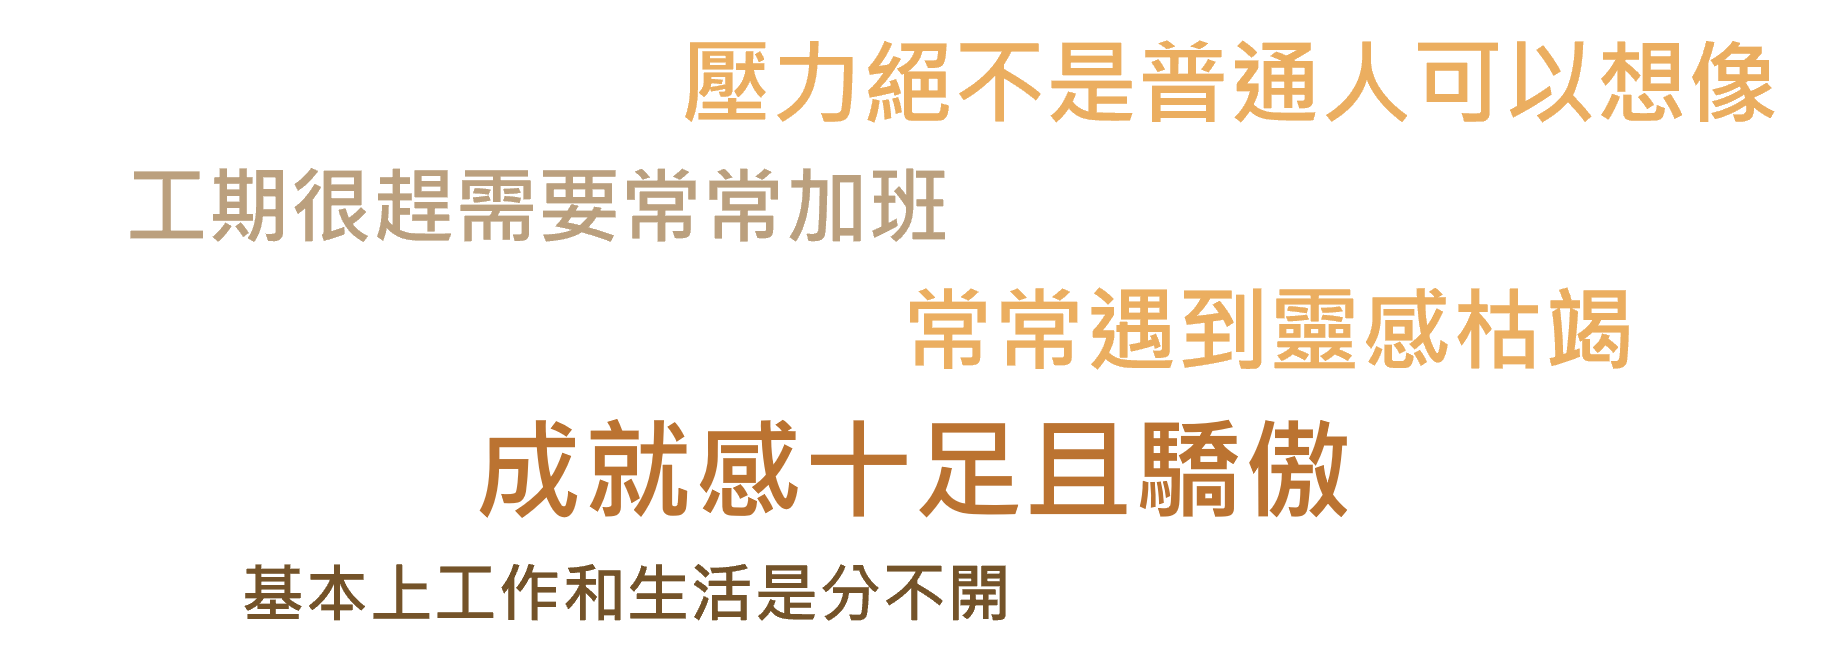 壓力絕不是普通人可以想像
工期很趕需要常常加班
常常遇到靈感枯竭
成就感十足且驕傲
基本上工作和生活是分不開